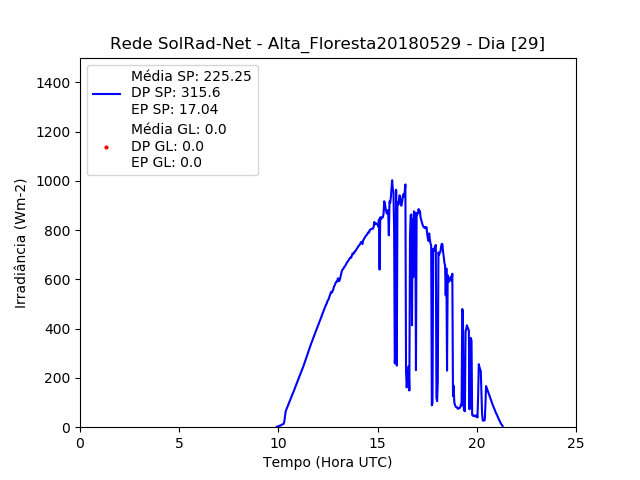 Rede SolRad-Net - Alta_Floresta20180529 - Dia [29]
Média SP: 225.25
DP SP: 315.6
EP SP: 17.04
Média GL: 0.0
DP GL: 0.0
EP GL: 0.0
Irradiância (Wm-2)
1400
1200
1000
800
600
400
200
0
0 5 10 15 20 25
Tempo (Hora UTC)